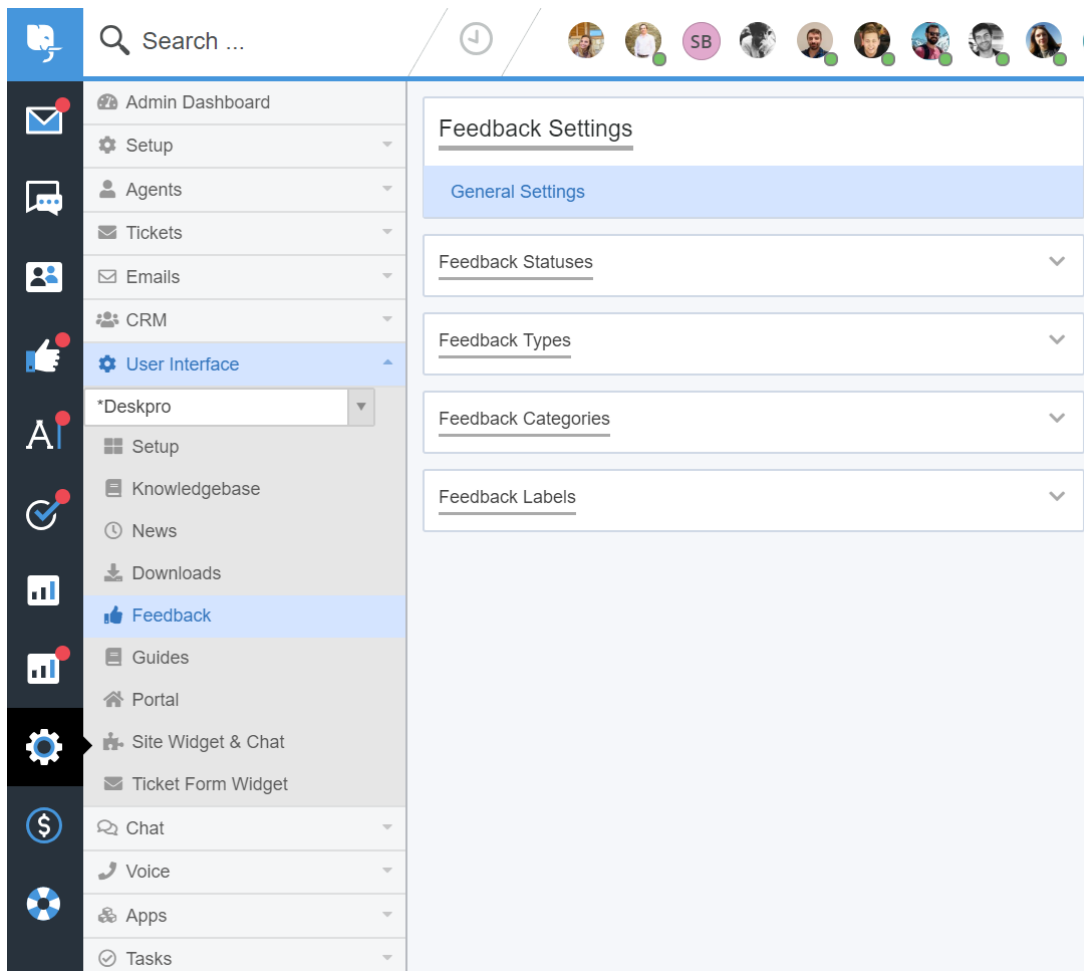 Search ...
SB
Admin Dashboard
Setup
Agents
Tickets
Emails
CRM
User Interface
*Deskpro
Setup
Knowledgebase
News
Downloads
Feedback
Guides
Portal
Site Widget & Chat
Ticket Form Widget
Chat
Voice
Apps
Tasks
Feedback Settings
General Settings
Feedback Statuses
Feedback Types
Feedback Categories
Feedback Labels